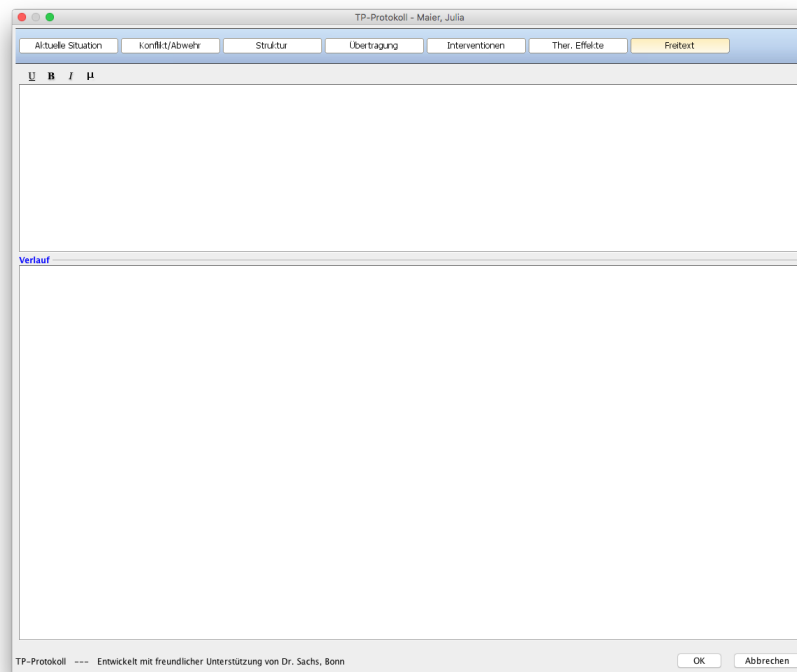 TP-Protokoll - Maier, Julia
Aktuelle Situation Konflikt/Abwehr Struktur Übertragung Interventionen Ther. Effekte Freitext
U B I µ
Verlauf
TP-Protokoll --- Entwickelt mit freundlicher Unterstützung von Dr. Sachs, Bonn OK Abbrechen